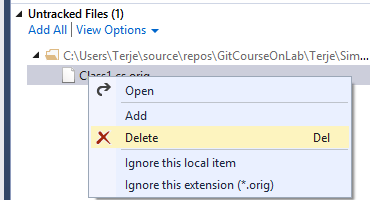 Untracked Files (1)
Add All | View Options
C:\Users\Terje\source\repos\GitCourseOnLab\Terje\Sim...
Class1.cs.orig
Open
Add
Delete Del
Ignore this local item
Ignore this extension (*.orig)